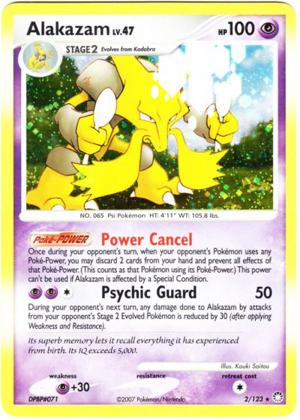 Alakazam LV.47 HP 100
STAGE 2 Evolves from Kadabra
NO. 065 Psi Pokémon HT: 4'11" WT: 105.8 lbs.
Poké-POWER Power Cancel
Once during your opponent's turn, when your opponent's Pokémon uses any
Poké-Power, you may discard 2 cards from your hand and prevent all effects of
that Poké-Power. (This counts as that Pokémon using its Poké-Power.) This
power can't be used if Alakazam is affected by a Special Condition.
Psychic Guard 50
During your opponent's next turn, any damage done to Alakazam by attacks
from your opponent's Stage 2 Evolved Pokémon is reduced by 30 (after applying
Weakness and Resistance).
Its superb memory lets it recall everything it has experienced
from birth. Its IQ exceeds 5,000.
Illus. Kouki Saitou
weakness resistance retreat cost
+30
DPBP#071 ©2007 Pokémon/Nintendo 2/123 ★